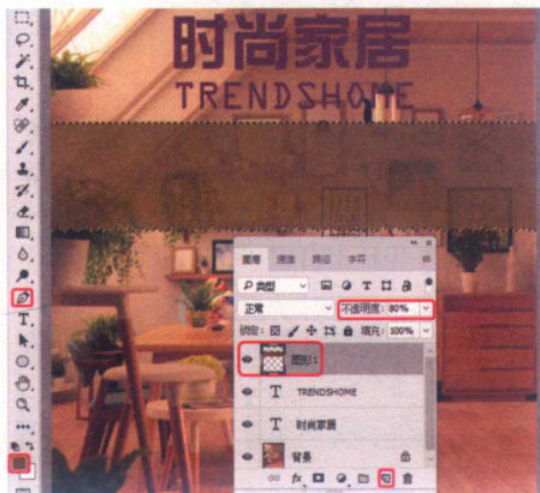 时尚家居
TRENDSHOME
图层 通道 路径 字符
类型
正常 不透明度: 80%
锁定: 填充: 100%
图层 1
TRENDSHOME
时尚家居
背景